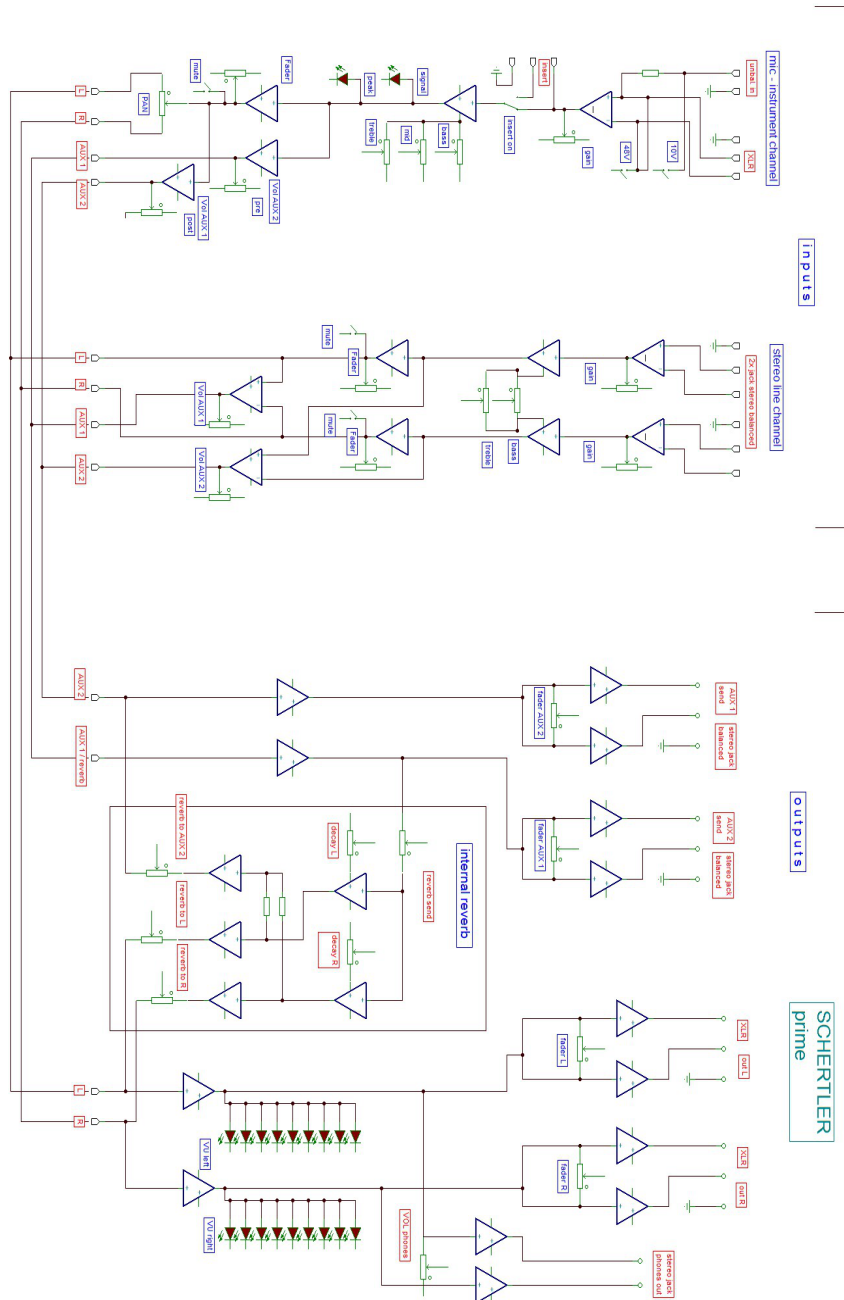 SCHERTLER
prime
inputs
mic - instrument channel
unbal. in
XLR
10V
48V
gain
insert
insert on
bass
mid
treble
signal
peak
Fader
mute
Vol AUX 2
pre
Vol AUX 1
post
PAN
L
R
AUX 1
AUX 2
stereo line channel
2x jack stereo balanced
gain
gain
bass
treble
Fader
mute
Fader
mute
Vol AUX 1
Vol AUX 2
L
R
AUX 1
AUX 2
outputs
AUX 1
send
stereo jack
balanced
fader AUX 2
AUX 2
send
stereo jack
balanced
fader AUX 1
AUX 2
AUX 1 / reverb
internal reverb
reverb send
decay L
decay R
reverb to AUX 2
reverb to L
reverb to R
XLR
out L
fader L
XLR
out R
fader R
VU left
VU right
VOL phones
stereo jack
phones out
L
R